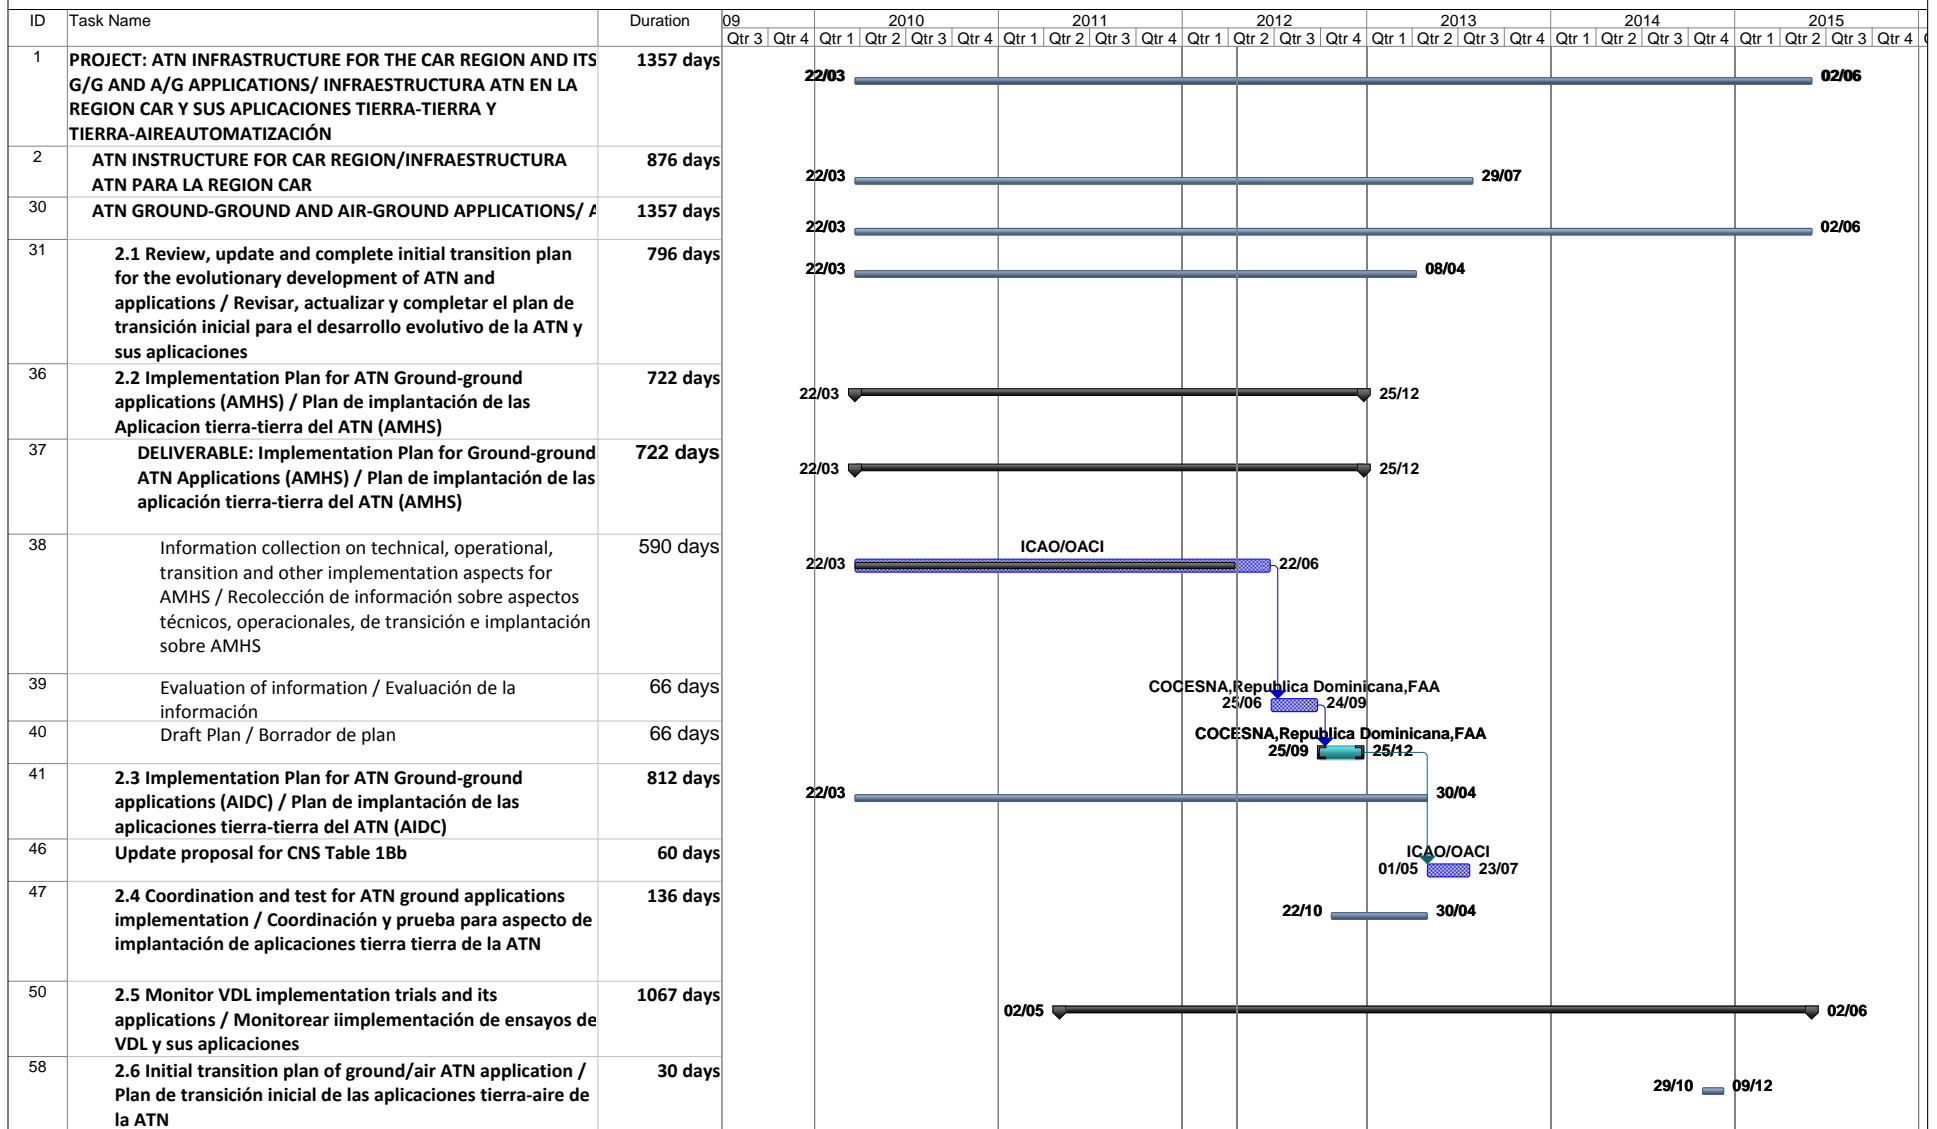 ID Task Name Duration 09 2010 2011 2012 2013 2014 2015
Qtr 3 Qtr 4 Qtr 1 Qtr 2 Qtr 3 Qtr 4 Qtr 1 Qtr 2 Qtr 3 Qtr 4 Qtr 1 Qtr 2 Qtr 3 Qtr 4 Qtr 1 Qtr 2 Qtr 3 Qtr 4 Qtr 1 Qtr 2 Qtr 3 Qtr 4 Qtr 1 Qtr 2 Qtr 3 Qtr 4
1 PROJECT: ATN INFRASTRUCTURE FOR THE CAR REGION AND ITS 1357 days
G/G AND A/G APPLICATIONS/ INFRAESTRUCTURA ATN EN LA
REGION CAR Y SUS APLICACIONES TIERRA-TIERRA Y
TIERRA-AIREAUTOMATIZACIÓN
22/03 02/06
2 ATN INSTRUCTURE FOR CAR REGION/INFRAESTRUCTURA 876 days
ATN PARA LA REGION CAR
22/03 29/07
30 ATN GROUND-GROUND AND AIR-GROUND APPLICATIONS/ 1357 days
22/03 02/06
31 2.1 Review, update and complete initial transition plan 796 days
for the evolutionary development of ATN and
applications / Revisar, actualizar y completar el plan de
transición inicial para el desarrollo evolutivo de la ATN y
sus aplicaciones
22/03 08/04
36 2.2 Implementation Plan for ATN Ground-ground 722 days
applications (AMHS) / Plan de implantación de las
Aplicacion tierra-tierra del ATN (AMHS)
22/03 25/12
37 DELIVERABLE: Implementation Plan for Ground-ground 722 days
ATN Applications (AMHS) / Plan de implantación de las
aplicación tierra-tierra del ATN (AMHS)
22/03 25/12
38 Information collection on technical, operational, 590 days
transition and other implementation aspects for
AMHS / Recolección de información sobre aspectos
técnicos, operacionales, de transición e implantación
sobre AMHS
ICAO/OACI
22/03 22/06
39 Evaluation of information / Evaluación de la 66 days
información
COCESNA,Republica Dominicana,FAA
25/06 24/09
40 Draft Plan / Borrador de plan 66 days
COCESNA,Republica Dominicana,FAA
25/09 25/12
41 2.3 Implementation Plan for ATN Ground-ground 812 days
applications (AIDC) / Plan de implantación de las
aplicaciones tierra-tierra del ATN (AIDC)
22/03 30/04
46 Update proposal for CNS Table 1Bb 60 days
ICAO/OACI
01/05 23/07
47 2.4 Coordination and test for ATN ground applications 136 days
implementation / Coordinación y prueba para aspecto de
implantación de aplicaciones tierra tierra de la ATN
22/10 30/04
50 2.5 Monitor VDL implementation trials and its 1067 days
applications / Monitorear iimplementación de ensayos de
VDL y sus aplicaciones
02/05 02/06
58 2.6 Initial transition plan of ground/air ATN application / 30 days
Plan de transición inicial de las aplicaciones tierra-aire de
la ATN
29/10 09/12